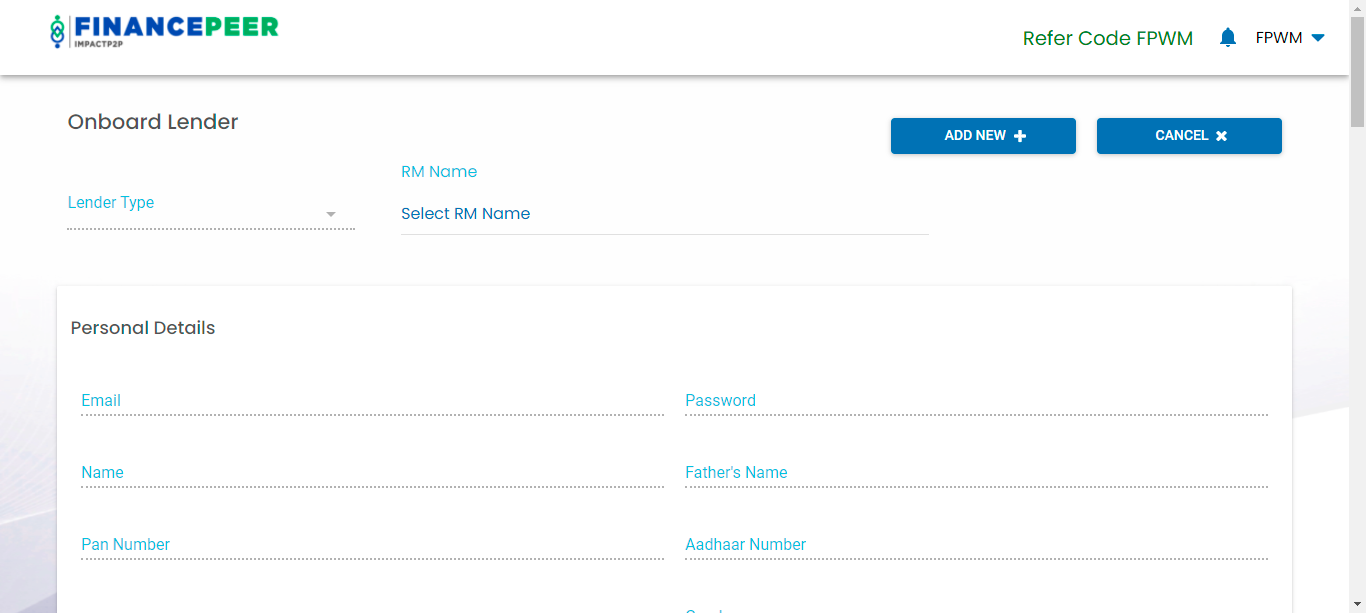 FINANCEPEER
IMPACTP2P
Refer Code FPWM
FPWM
Onboard Lender
ADD NEW
CANCEL
RM Name
Lender Type
Select RM Name
Personal Details
Email
Password
Name
Father's Name
Pan Number
Aadhaar Number